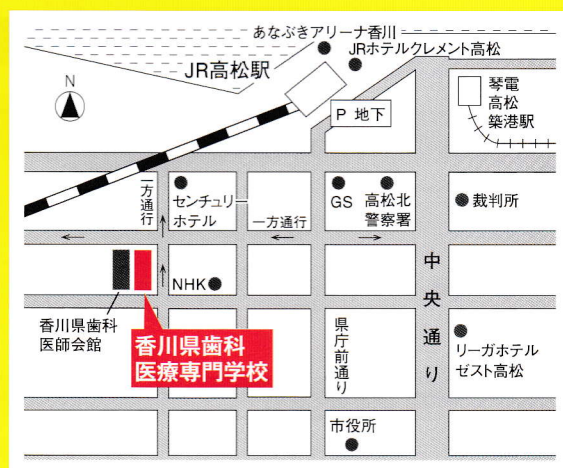 あなぶきアリーナ香川
JRホテルクレメント高松
JR高松駅
N
P 地下
琴電
高松
築港駅
一方通行
センチュリー
ホテル
一方通行
GS
高松北
警察署
裁判所
中央通り
NHK
香川県歯科
医師会館
香川県歯科
医療専門学校
県庁前通り
リーガホテル
ゼスト高松
市役所